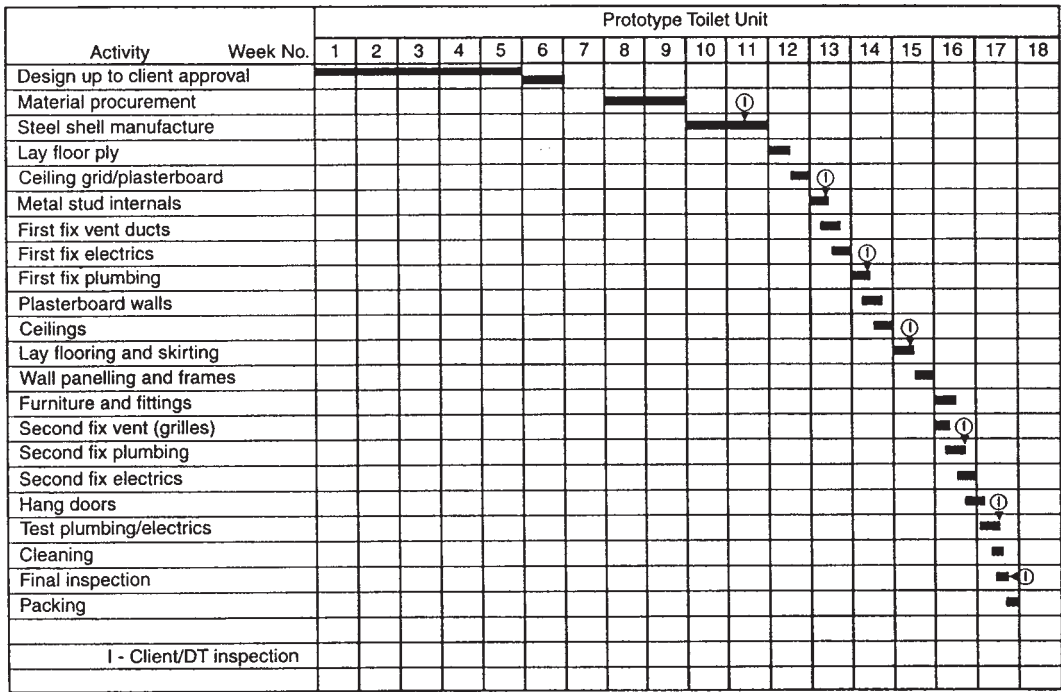 Prototype Toilet Unit
Activity Week No. 1 2 3 4 5 6 7 8 9 10 11 12 13 14 15 16 17 18
Design up to client approval
Material procurement
I
Steel shell manufacture
Lay floor ply
Ceiling grid/plasterboard
I
Metal stud internals
First fix vent ducts
First fix electrics
I
First fix plumbing
Plasterboard walls
Ceilings
I
Lay flooring and skirting
Wall panelling and frames
Furniture and fittings
Second fix vent (grilles)
I
Second fix plumbing
Second fix electrics
Hang doors
I
Test plumbing/electrics
Cleaning
Final inspection
I
Packing
I - Client/DT inspection